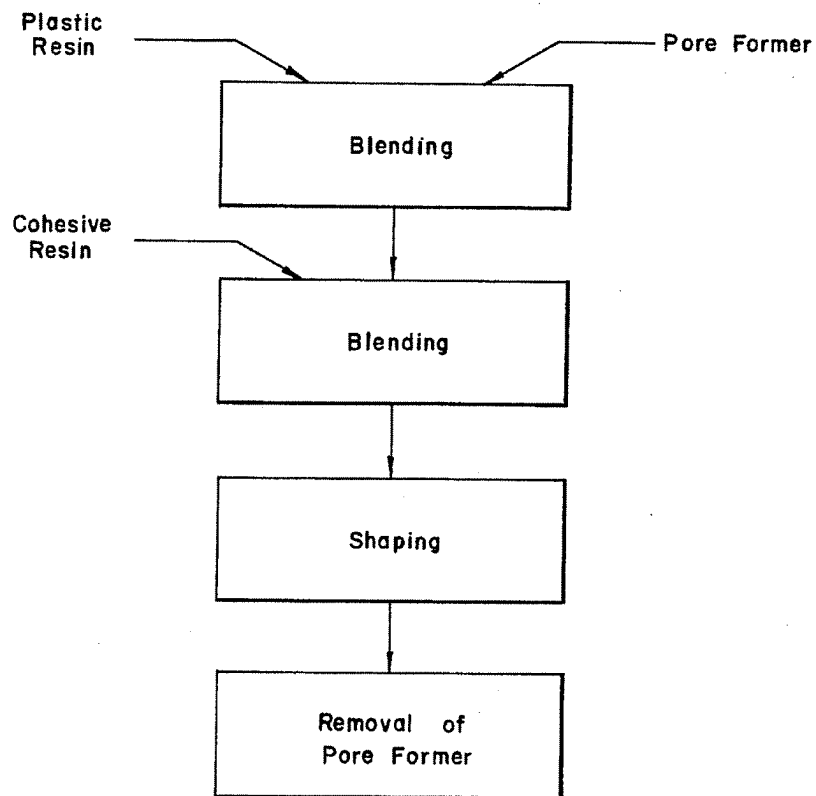 Plastic
Resin
Pore Former
Blending
Cohesive
Resin
Blending
Shaping
Removal of
Pore Former